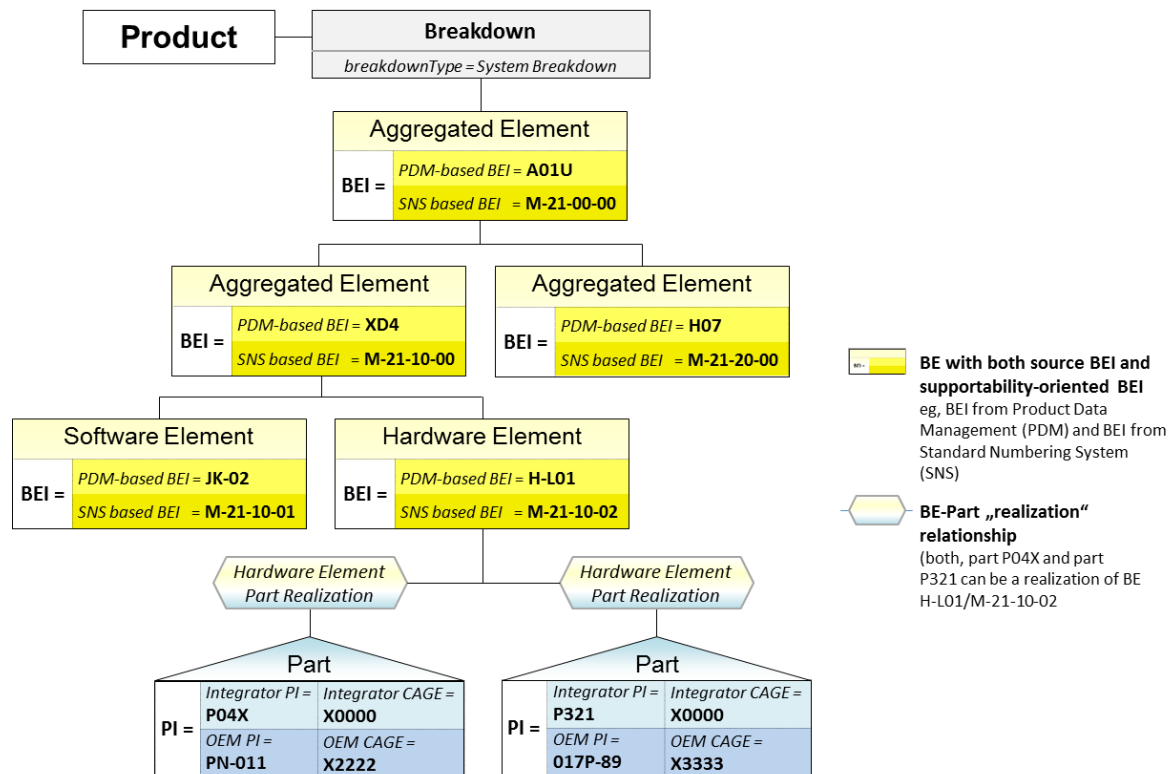 Product
Breakdown
breakdownType = System Breakdown
Aggregated Element
BEI =
PDM-based BEI = A01U
SNS based BEI = M-21-00-00
Aggregated Element
BEI =
PDM-based BEI = XD4
SNS based BEI = M-21-10-00
Aggregated Element
BEI =
PDM-based BEI = H07
SNS based BEI = M-21-20-00
Software Element
BEI =
PDM-based BEI = JK-02
SNS based BEI = M-21-10-01
Hardware Element
BEI =
PDM-based BEI = H-L01
SNS based BEI = M-21-10-02
Hardware Element
Part Realization
Hardware Element
Part Realization
Part
PI =
Integrator PI =
P04X
Integrator CAGE =
X0000
OEM PI =
PN-011
OEM CAGE =
X2222
Part
PI =
Integrator PI =
P321
Integrator CAGE =
X0000
OEM PI =
017P-89
OEM CAGE =
X3333
BEI =
BE with both source BEI and
supportability-oriented BEI
eg, BEI from Product Data
Management (PDM) and BEI from
Standard Numbering System
(SNS)
BE-Part „realization“
relationship
(both, part P04X and part
P321 can be a realization of BE
H-L01/M-21-10-02